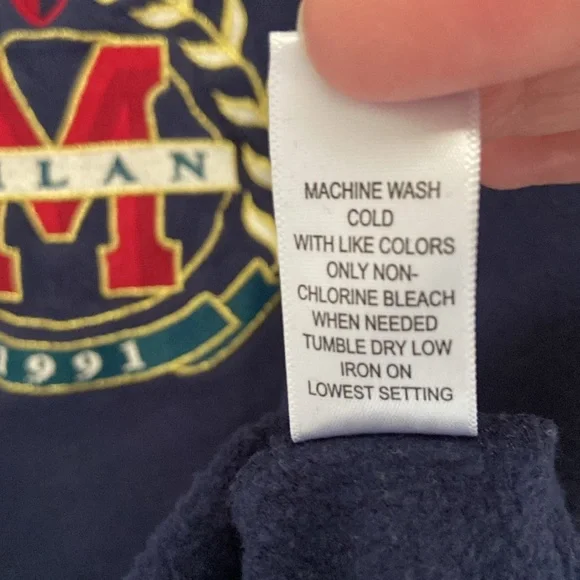 M
ILAN
1991
MACHINE WASH
COLD
WITH LIKE COLORS
ONLY NON-
CHLORINE BLEACH
WHEN NEEDED
TUMBLE DRY LOW
IRON ON
LOWEST SETTING